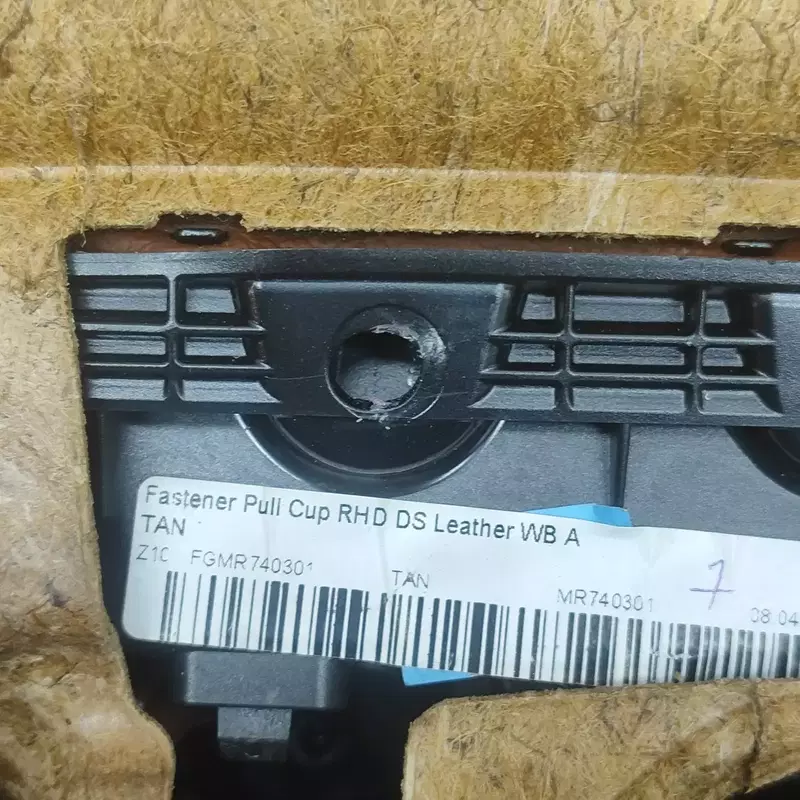 Fastener Pull Cup RHD DS Leather WB A
TAN
Z10 FGMR740301 TAN MR740301 7 08 04